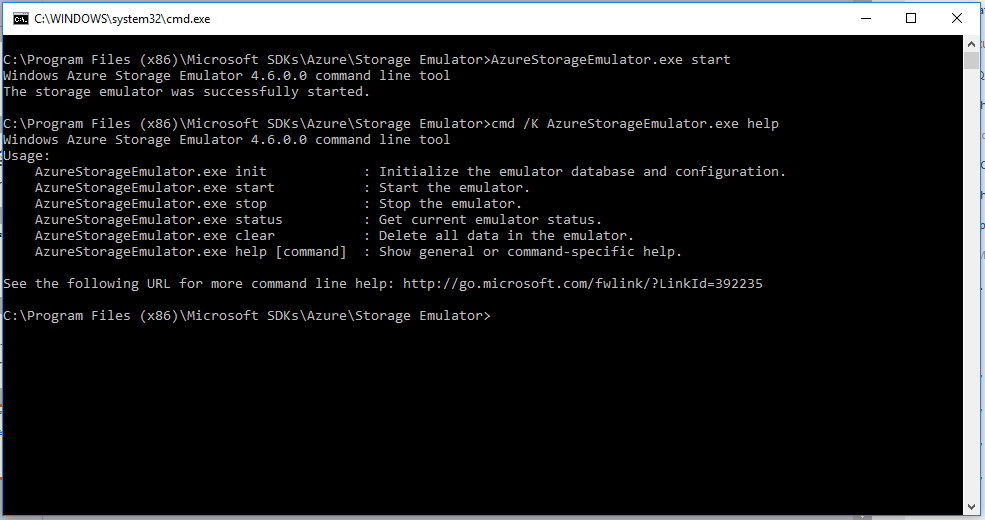 C:\WINDOWS\system32\cmd.exe
C:\Program Files (x86)\Microsoft SDKs\Azure\Storage Emulator>AzureStorageEmulator.exe start
Windows Azure Storage Emulator 4.6.0.0 command line tool
The storage emulator was successfully started.
C:\Program Files (x86)\Microsoft SDKs\Azure\Storage Emulator>cmd /K AzureStorageEmulator.exe help
Windows Azure Storage Emulator 4.6.0.0 command line tool
Usage:
    AzureStorageEmulator.exe init            : Initialize the emulator database and configuration.
    AzureStorageEmulator.exe start           : Start the emulator.
    AzureStorageEmulator.exe stop            : Stop the emulator.
    AzureStorageEmulator.exe status          : Get current emulator status.
    AzureStorageEmulator.exe clear           : Delete all data in the emulator.
    AzureStorageEmulator.exe help [command]  : Show general or command-specific help.
See the following URL for more command line help: http://go.microsoft.com/fwlink/?LinkId=392235
C:\Program Files (x86)\Microsoft SDKs\Azure\Storage Emulator>